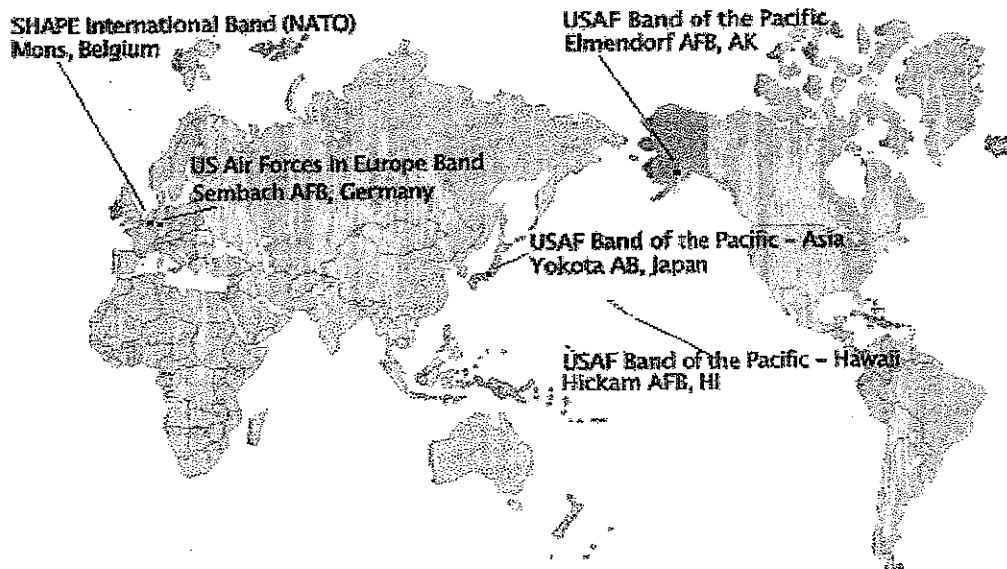 SHAPE International Band (NATO)
Mons, Belgium
USAF Band of the Pacific
Elmendorf AFB, AK
US Air Forces in Europe Band
Sembach AFB, Germany
USAF Band of the Pacific – Asia
Yokota AB, Japan
USAF Band of the Pacific – Hawaii
Hickam AFB, HI